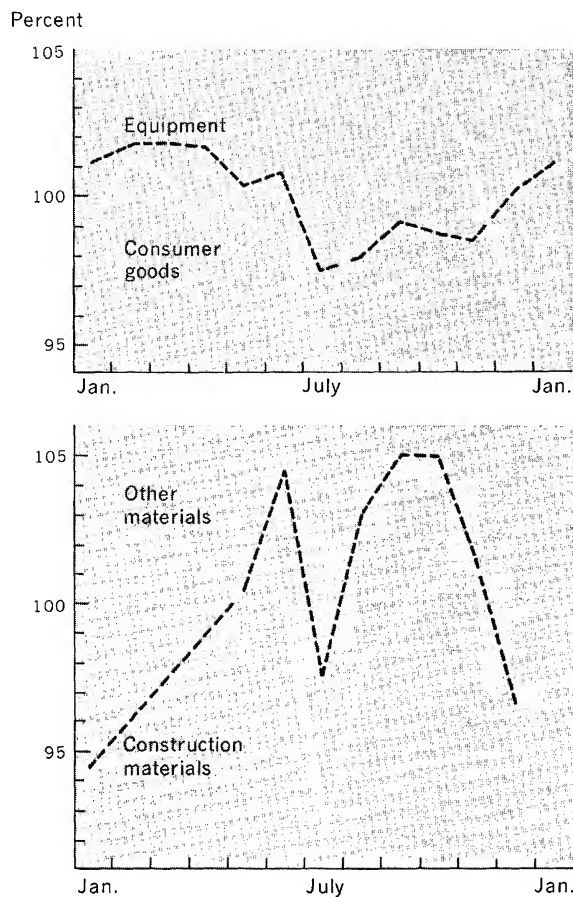 Percent
105
Equipment
100
Consumer
goods
95
Jan.
July
Jan.
105
Other
materials
100
95
Construction
materials
Jan.
July
Jan.